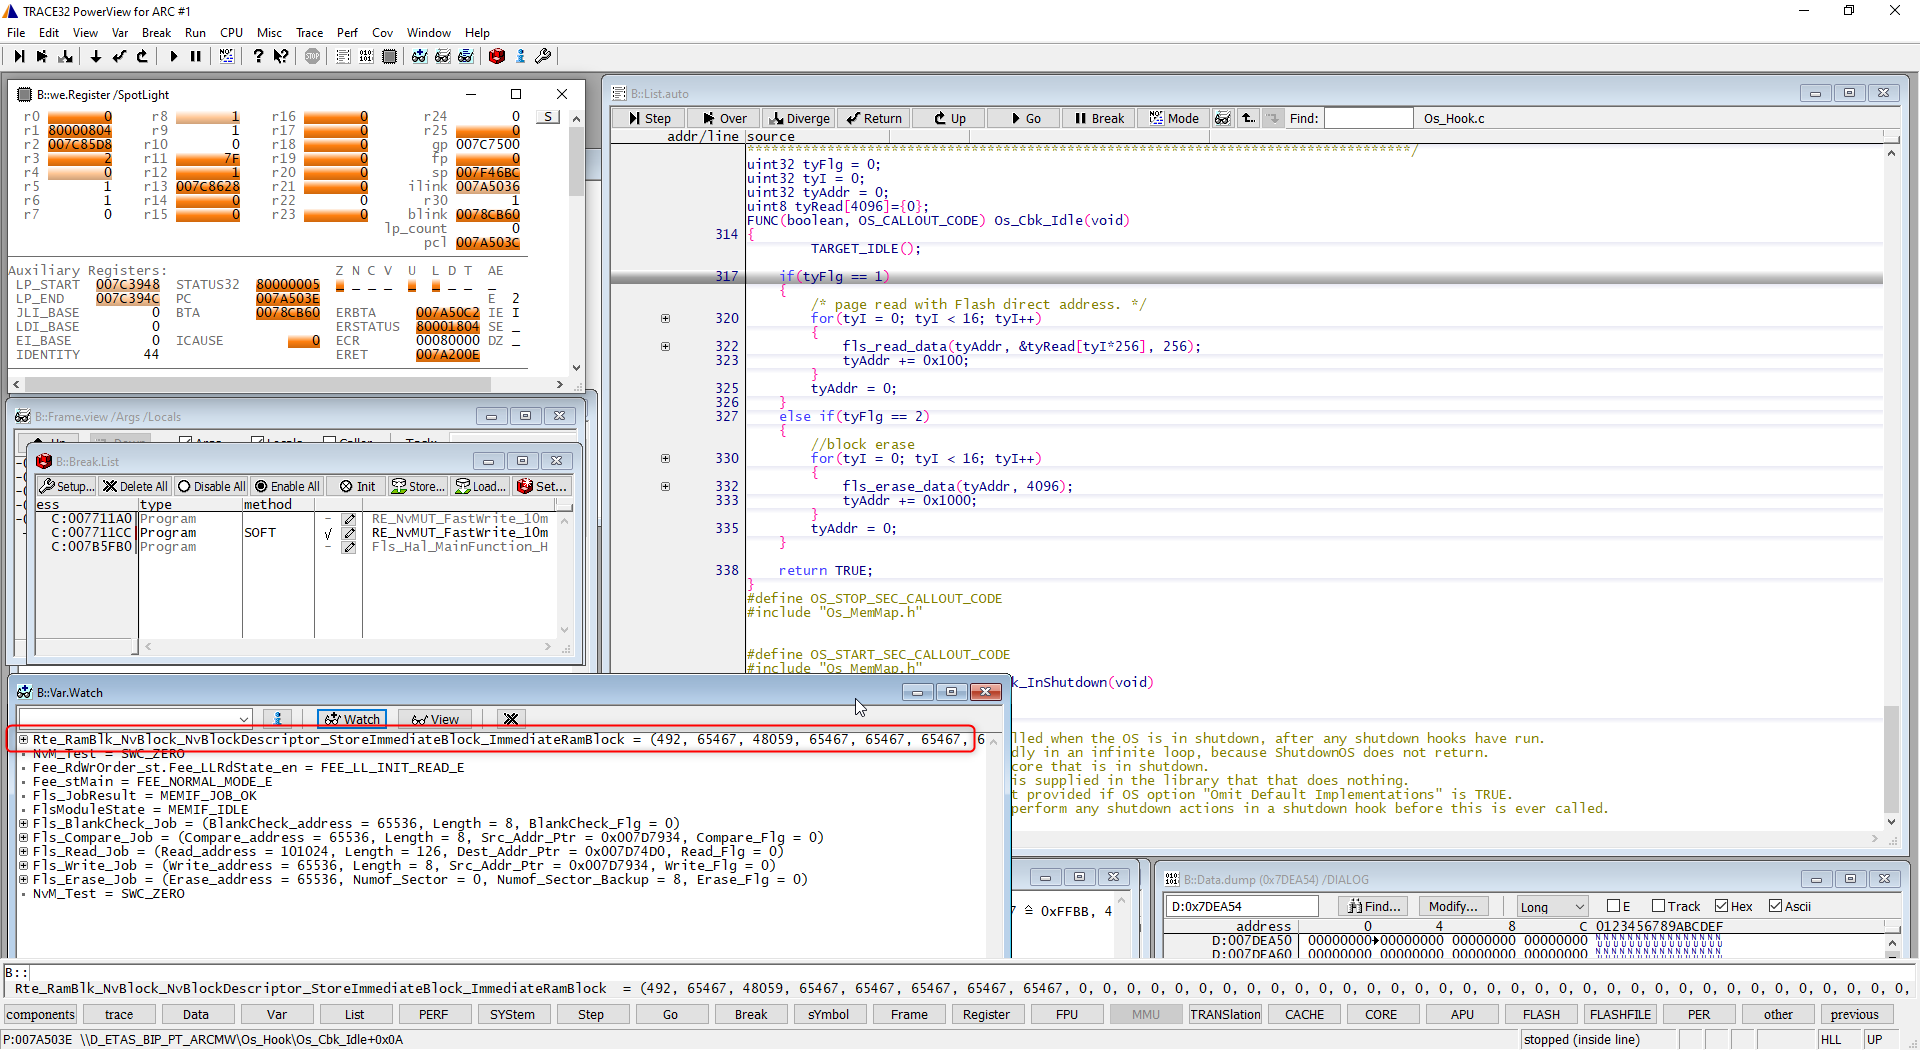 TRACE32 PowerView for ARC #1
File Edit View Var Break Run CPU Misc Trace Perf Cov Window Help
B::we.Register /SpotLight
r0 0 r8 1 r16 0 r24 0 S
r1 80000804 r9 1 r17 0 r25 0
r2 007C85D8 r10 0 r18 0 gp 007C7500
r3 2 r11 7F r19 0 fp 0
r4 0 r12 1 r20 0 sp 007F46BC
r5 1 r13 007C8628 r21 0 ilink 007A5036
r6 1 r14 0 r22 0 r30 1
r7 0 r15 0 r23 0 blink 0078CB60
lp_count 0
pcl 007A503C
Auxiliary Registers: Z N C V U L D T AE
LP_START 007C3948 STATUS32 80000005 _ _ _ _ _ _
LP_END 007C394C PC 007A503E E 2
JLI_BASE 0 BTA 0078CB60 ERBTA 007A50C2 IE I
LDI_BASE 0 ERSTATUS 80001804 SE _
EI_BASE 0 ICAUSE 0 ECR 00080000 DZ _
IDENTITY 44 ERET 007A200E
B::Frame.view /Args /Locals
B::Break.List
Setup... Delete All Disable All Enable All Init Store... Load... Set...
ess type method
C:007711A0 Program - RE_NvMUT_FastWrite_10m
C:007711CC Program SOFT √ RE_NvMUT_FastWrite_10m
C:007B5FB0 Program - Fls_Hal_MainFunction_H
B::List.auto
Step Over Diverge Return Up Go Break Mode Find: Os_Hook.c
addr/line source
*************************************************************************************/
uint32 tyFlg = 0;
uint32 tyI = 0;
uint32 tyAddr = 0;
uint8 tyRead[4096]={0};
FUNC(boolean, OS_CALLOUT_CODE) Os_Cbk_Idle(void)
314 {
TARGET_IDLE();
317 if(tyFlg == 1)
{
/* page read with Flash direct address. */
320 for(tyI = 0; tyI < 16; tyI++)
{
322 fls_read_data(tyAddr, &tyRead[tyI*256], 256);
323 tyAddr += 0x100;
}
325 tyAddr = 0;
326 }
327 else if(tyFlg == 2)
{
//block erase
330 for(tyI = 0; tyI < 16; tyI++)
{
332 fls_erase_data(tyAddr, 4096);
333 tyAddr += 0x1000;
}
335 tyAddr = 0;
}
338 return TRUE;
}
#define OS_STOP_SEC_CALLOUT_CODE
#include "Os_MemMap.h"
#define OS_START_SEC_CALLOUT_CODE
#include "Os_MemMap.h"
k_InShutdown(void)
lled when the OS is in shutdown, after any shutdown hooks have run.
dly in an infinite loop, because ShutdownOS does not return.
core that is in shutdown.
is supplied in the library that that does nothing.
t provided if OS option "Omit Default Implementations" is TRUE.
perform any shutdown actions in a shutdown hook before this is ever called.
B::Var.Watch
Watch View
Rte_RamBlk_NvBlock_NvBlockDescriptor_StoreImmediateBlock_ImmediateRamBlock = (492, 65467, 48059, 65467, 65467, 65467, 6
NvM_Test = SWC_ZERO
Fee_RdWrOrder_st.Fee_LLRdState_en = FEE_LL_INIT_READ_E
Fee_stMain = FEE_NORMAL_MODE_E
Fls_JobResult = MEMIF_JOB_OK
FlsModuleState = MEMIF_IDLE
Fls_BlankCheck_Job = (BlankCheck_address = 65536, Length = 8, BlankCheck_Flg = 0)
Fls_Compare_Job = (Compare_address = 65536, Length = 8, Src_Addr_Ptr = 0x007D7934, Compare_Flg = 0)
Fls_Read_Job = (Read_address = 101024, Length = 126, Dest_Addr_Ptr = 0x007D74D0, Read_Flg = 0)
Fls_Write_Job = (Write_address = 65536, Length = 8, Src_Addr_Ptr = 0x007D7934, Write_Flg = 0)
Fls_Erase_Job = (Erase_address = 65536, Numof_Sector = 0, Numof_Sector_Backup = 8, Erase_Flg = 0)
NvM_Test = SWC_ZERO
7 ≙ 0xFFBB, 4
B::Data.dump (0x7DEA54) /DIALOG
D:0x7DEA54 Find... Modify... Long E Track Hex Ascii
address 0 4 8 C 0123456789ABCDEF
D:007DEA50 00000000 00000000 00000000 00000000
D:007DEA60 00000000 00000000 00000000 00000000
B::
Rte_RamBlk_NvBlock_NvBlockDescriptor_StoreImmediateBlock_ImmediateRamBlock = (492, 65467, 48059, 65467, 65467, 65467, 65467, 65467, 0, 0, 0, 0, 0, 0, 0, 0, 0, 0, 0, 0, 0, 0, 0, 0, 0, 0, 0, 0, 0, 0, 0, 0, 0, 0,
components trace Data Var List PERF SYStem Step Go Break sYmbol Frame Register FPU MMU TRANSlation CACHE CORE APU FLASH FLASHFILE PER other previous
P:007A503E \\D_ETAS_BIP_PT_ARCMW\Os_Hook\Os_Cbk_Idle+0x0A stopped (inside line) HLL UP